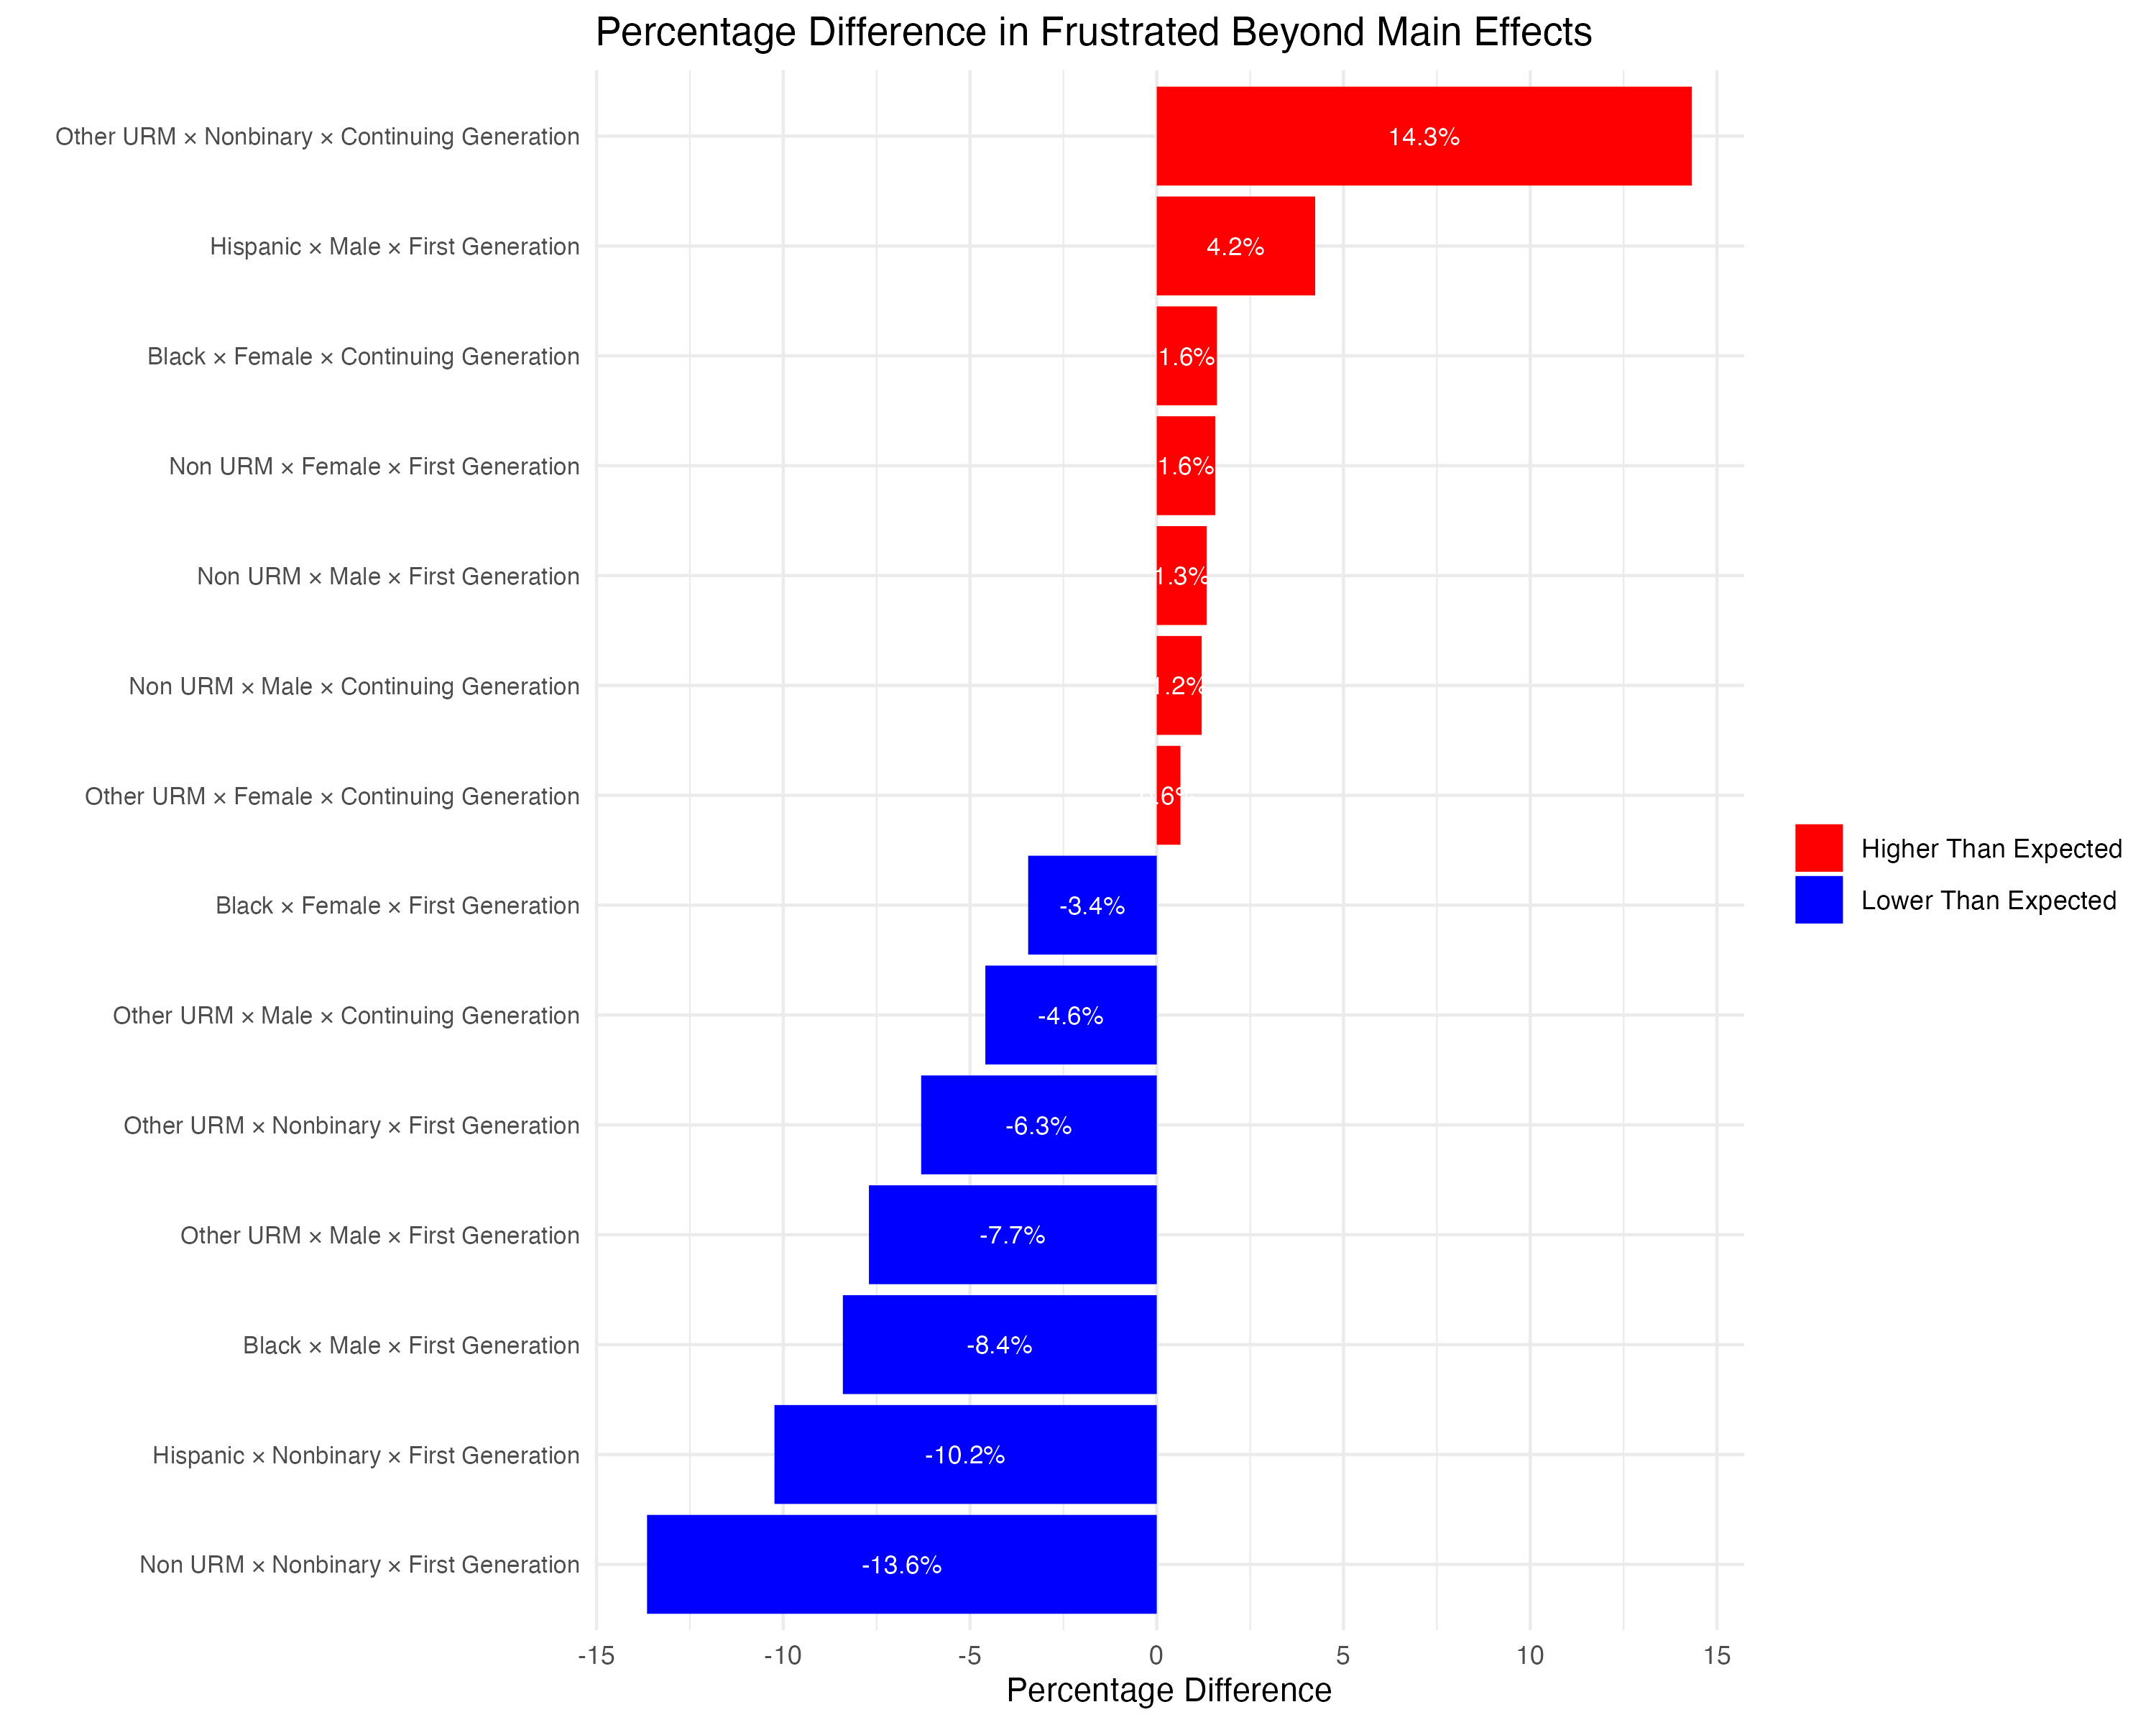 Percentage Difference in Frustrated Beyond Main Effects
Other URM × Nonbinary × Continuing Generation
14.3%
Hispanic × Male × First Generation
4.2%
Black × Female × Continuing Generation
1.6%
Non URM × Female × First Generation
1.6%
Non URM × Male × First Generation
1.3%
Non URM × Male × Continuing Generation
1.2%
Other URM × Female × Continuing Generation
.6%
Black × Female × First Generation
-3.4%
Other URM × Male × Continuing Generation
-4.6%
Other URM × Nonbinary × First Generation
-6.3%
Other URM × Male × First Generation
-7.7%
Black × Male × First Generation
-8.4%
Hispanic × Nonbinary × First Generation
-10.2%
Non URM × Nonbinary × First Generation
-13.6%
-15 -10 -5 0 5 10 15
Percentage Difference
Higher Than Expected
Lower Than Expected